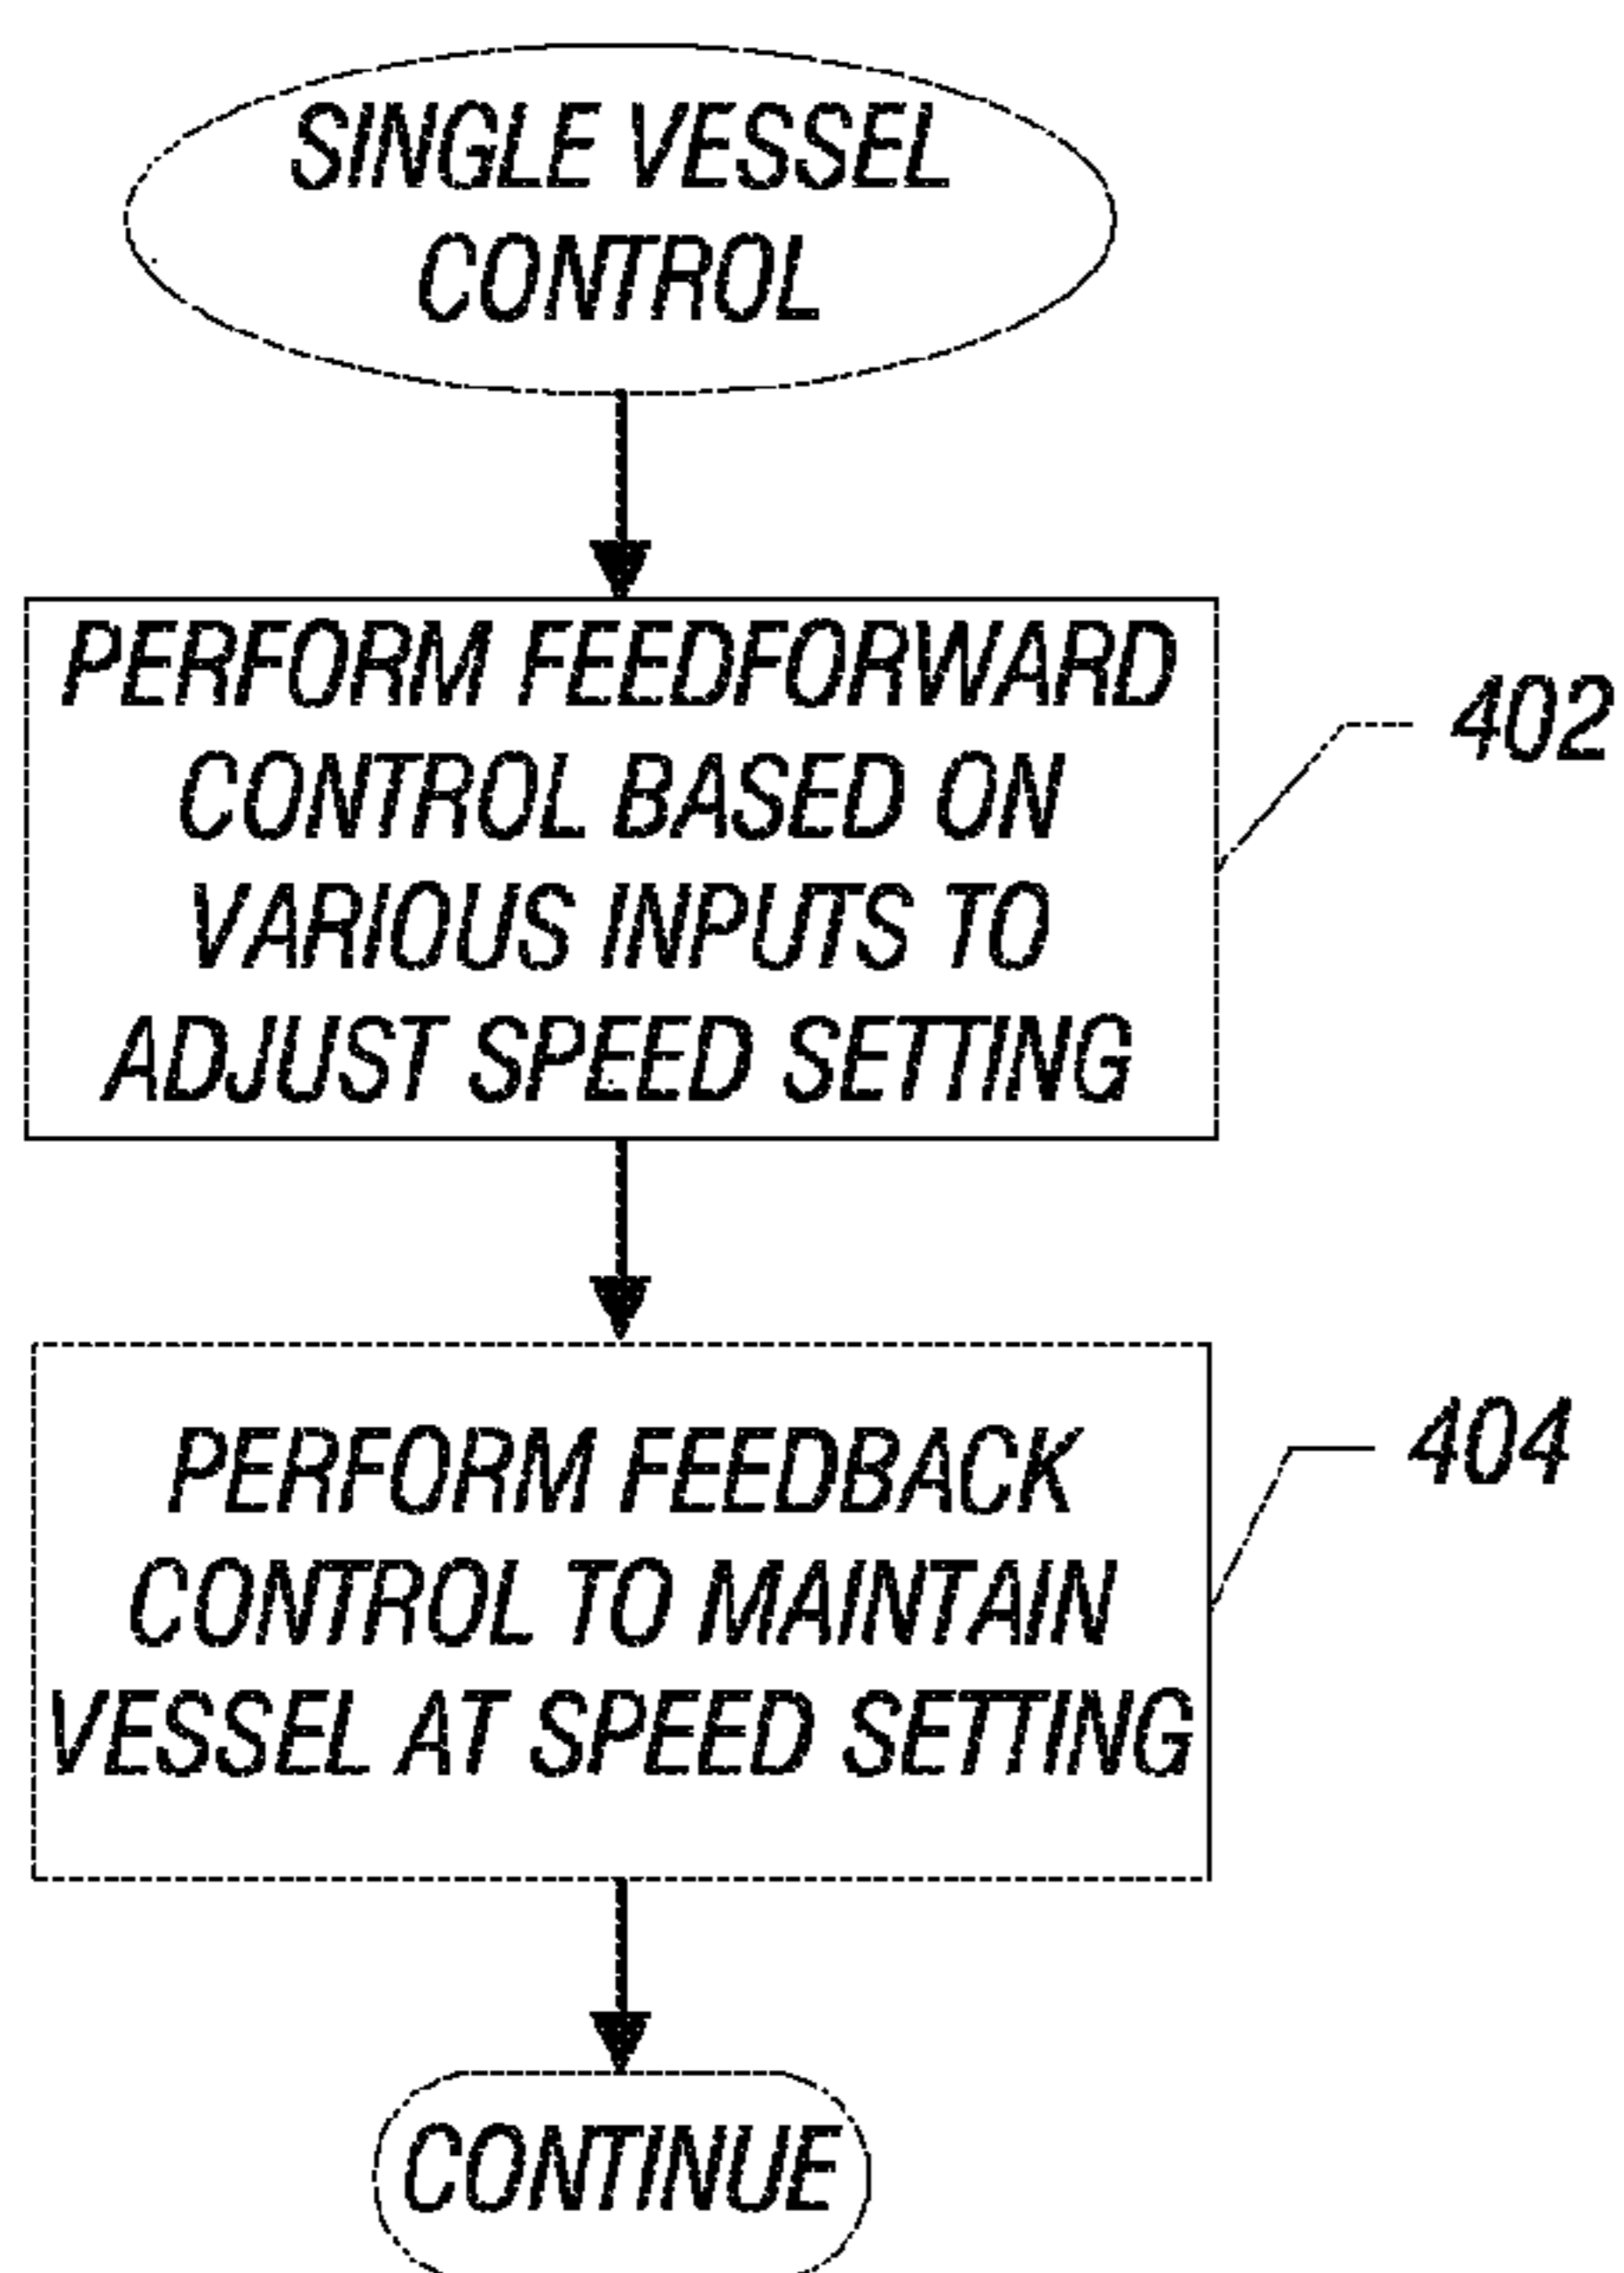 SINGLE VESSEL
CONTROL
PERFORM FEEDFORWARD
CONTROL BASED ON
VARIOUS INPUTS TO
ADJUST SPEED SETTING
402
PERFORM FEEDBACK
CONTROL TO MAINTAIN
VESSEL AT SPEED SETTING
404
CONTINUE